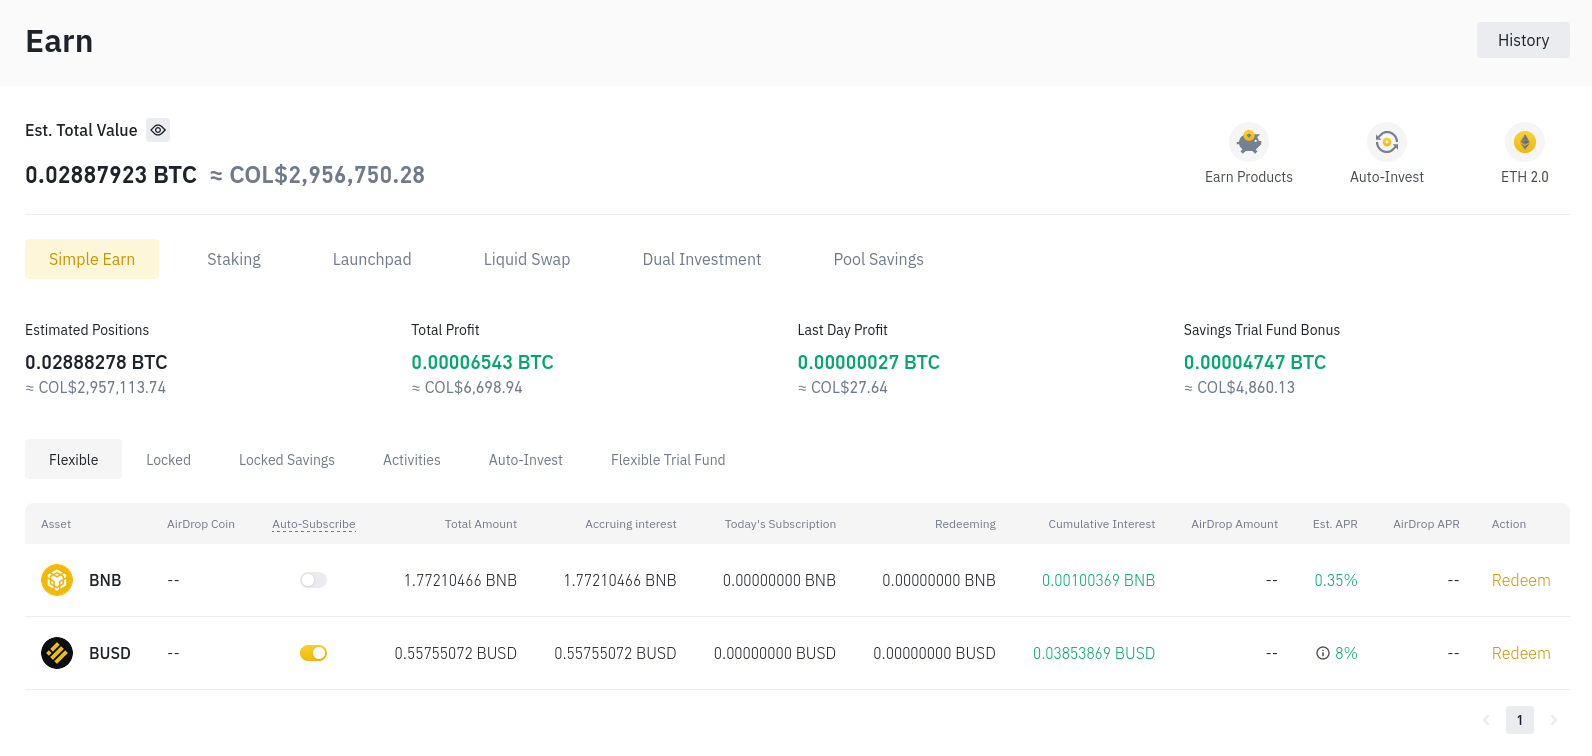 Earn
History
Est. Total Value
0.02887923 BTC ≈ COL$2,956,750.28
Earn Products
Auto-Invest
ETH 2.0
Simple Earn Staking Launchpad Liquid Swap Dual Investment Pool Savings
Estimated Positions
0.02888278 BTC
≈ COL$2,957,113.74
Total Profit
0.00006543 BTC
≈ COL$6,698.94
Last Day Profit
0.00000027 BTC
≈ COL$27.64
Savings Trial Fund Bonus
0.00004747 BTC
≈ COL$4,860.13
Flexible Locked Locked Savings Activities Auto-Invest Flexible Trial Fund
Asset AirDrop Coin Auto-Subscribe Total Amount Accruing interest Today's Subscription Redeeming Cumulative Interest AirDrop Amount Est. APR AirDrop APR Action
BNB -- 1.77210466 BNB 1.77210466 BNB 0.00000000 BNB 0.00000000 BNB 0.00100369 BNB -- 0.35% -- Redeem
BUSD -- 0.55755072 BUSD 0.55755072 BUSD 0.00000000 BUSD 0.00000000 BUSD 0.03853869 BUSD -- 8% -- Redeem
1